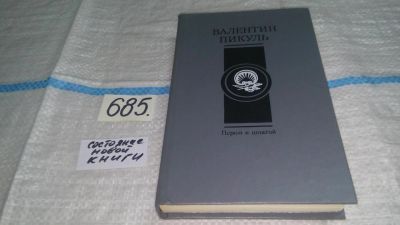 ВАЛЕНТИН
ПИКУЛЬ
Пером и шпагой
685.
состояние
новой
книги